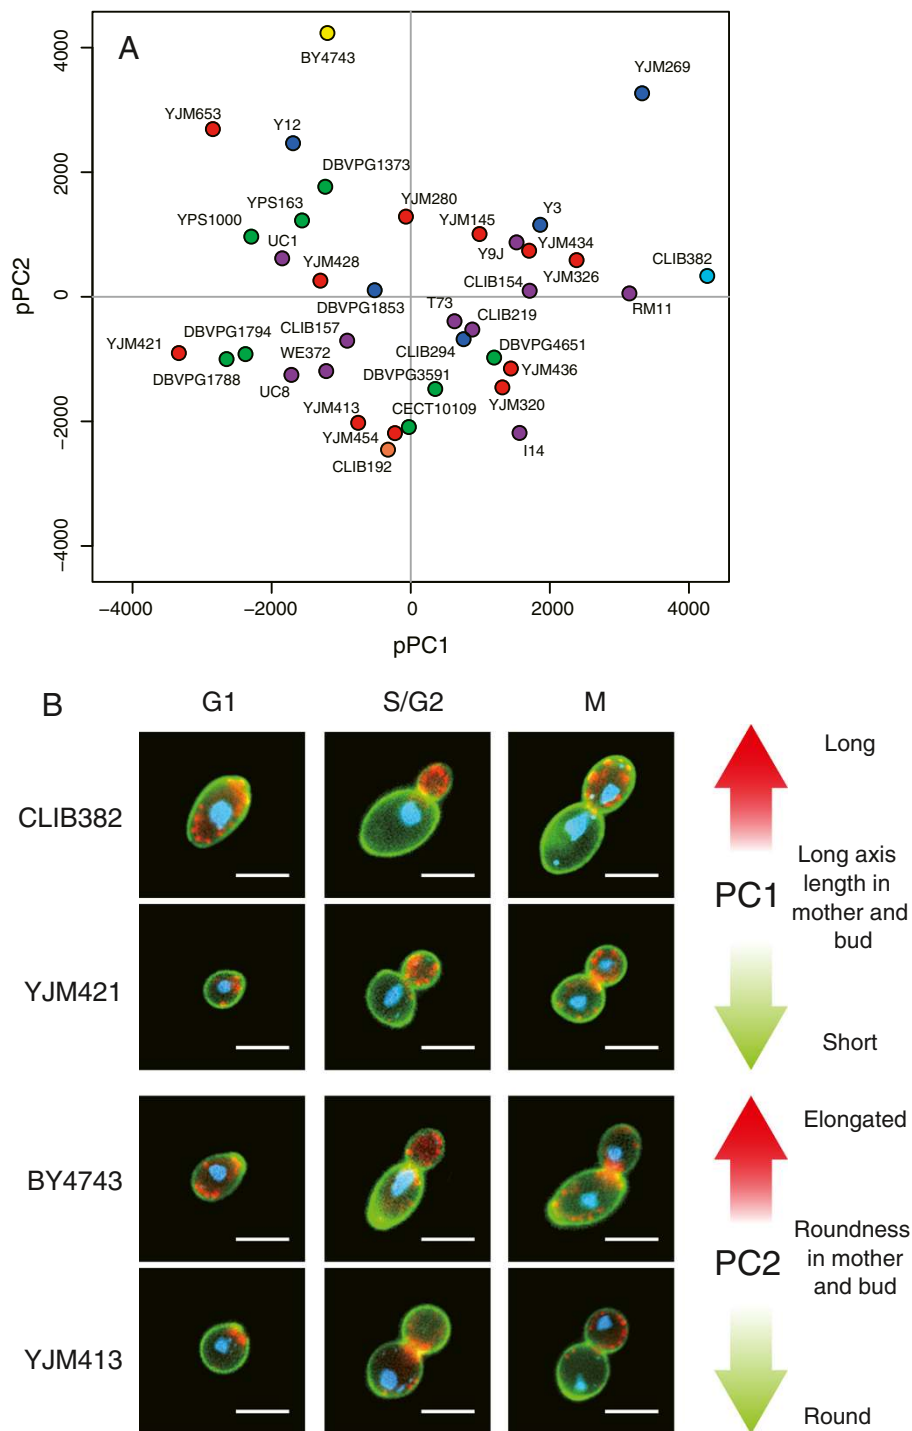 A
BY4743
YJM269
YJM653
Y12
DBVPG1373
YPS163
YJM280
YPS1000
YJM145
Y3
UC1
Y9J
YJM434
YJM428
CLIB154
YJM326
CLIB382
DBVPG1853
T73
CLIB219
RM11
YJM421
DBVPG1794
CLIB157
CLIB294
DBVPG4651
DBVPG1788
WE372
DBVPG3591
YJM436
UC8
YJM413
CECT10109
YJM320
YJM454
CLIB192
I14
4000
2000
0
−2000
−4000
pPC2
−4000
−2000
0
2000
4000
pPC1
B
G1
S/G2
M
CLIB382
YJM421
BY4743
YJM413
Long
PC1
Long axis
length in
mother and
bud
Short
Elongated
PC2
Roundness
in mother
and bud
Round